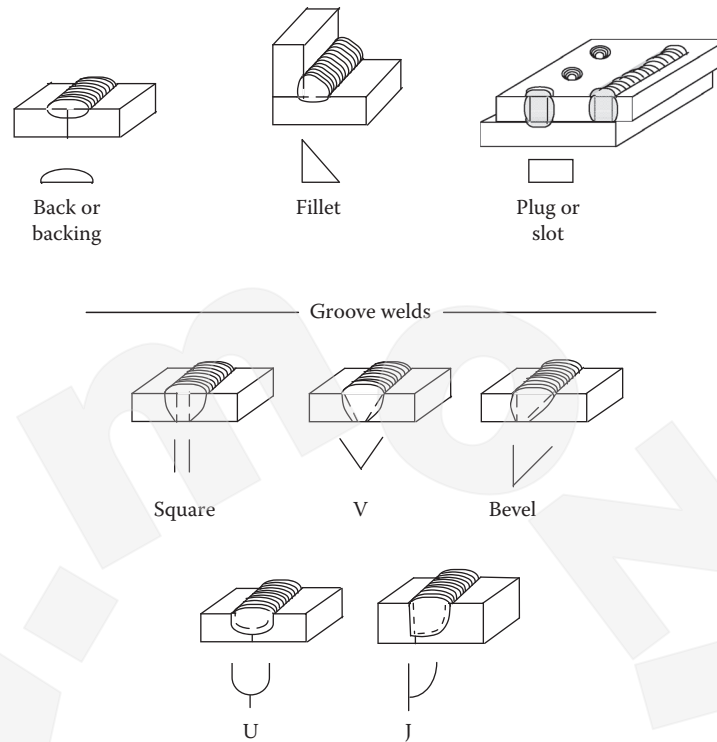 Back or
backing
Fillet
Plug or
slot
Groove welds
Square
V
Bevel
U
J